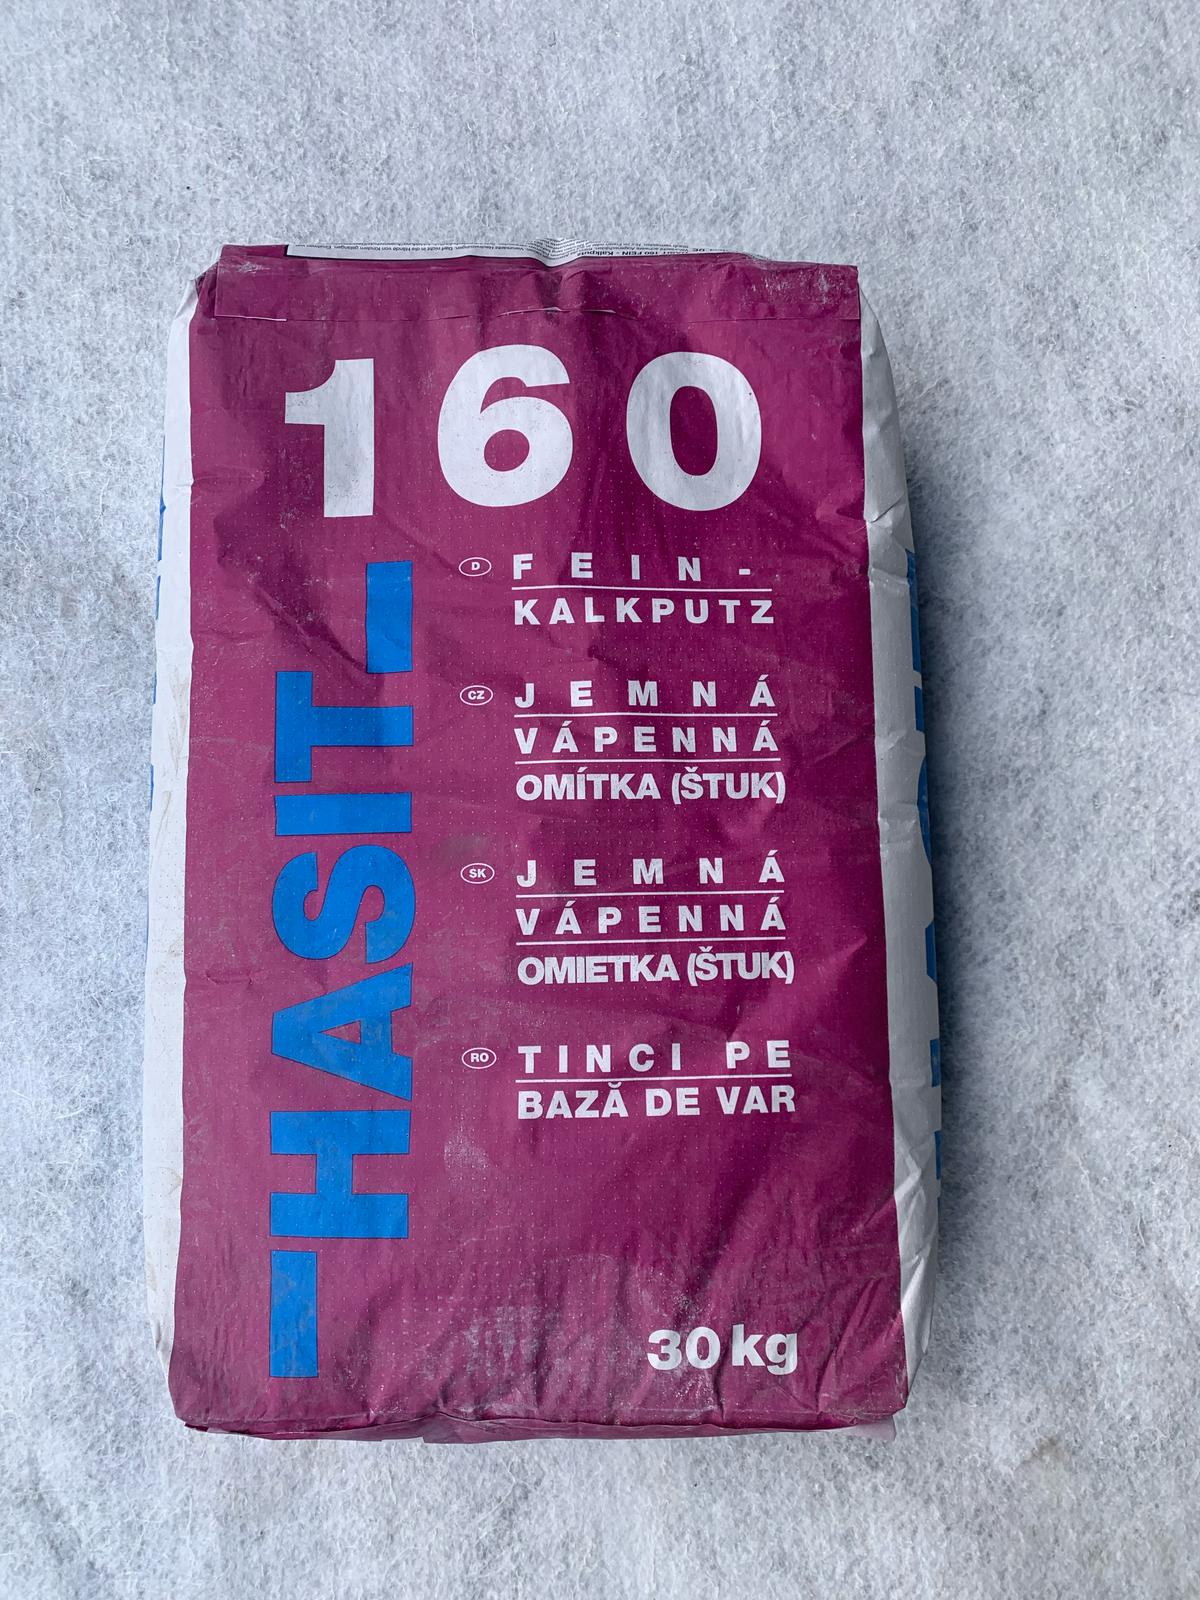 160
HASIT
D
FEIN-
KALKPUTZ
CZ
JEMNÁ
VÁPENNÁ
OMÍTKA (ŠTUK)
SK
JEMNÁ
VÁPENNÁ
OMIETKA (ŠTUK)
RO
TINCI PE
BAZĂ DE VAR
30 kg